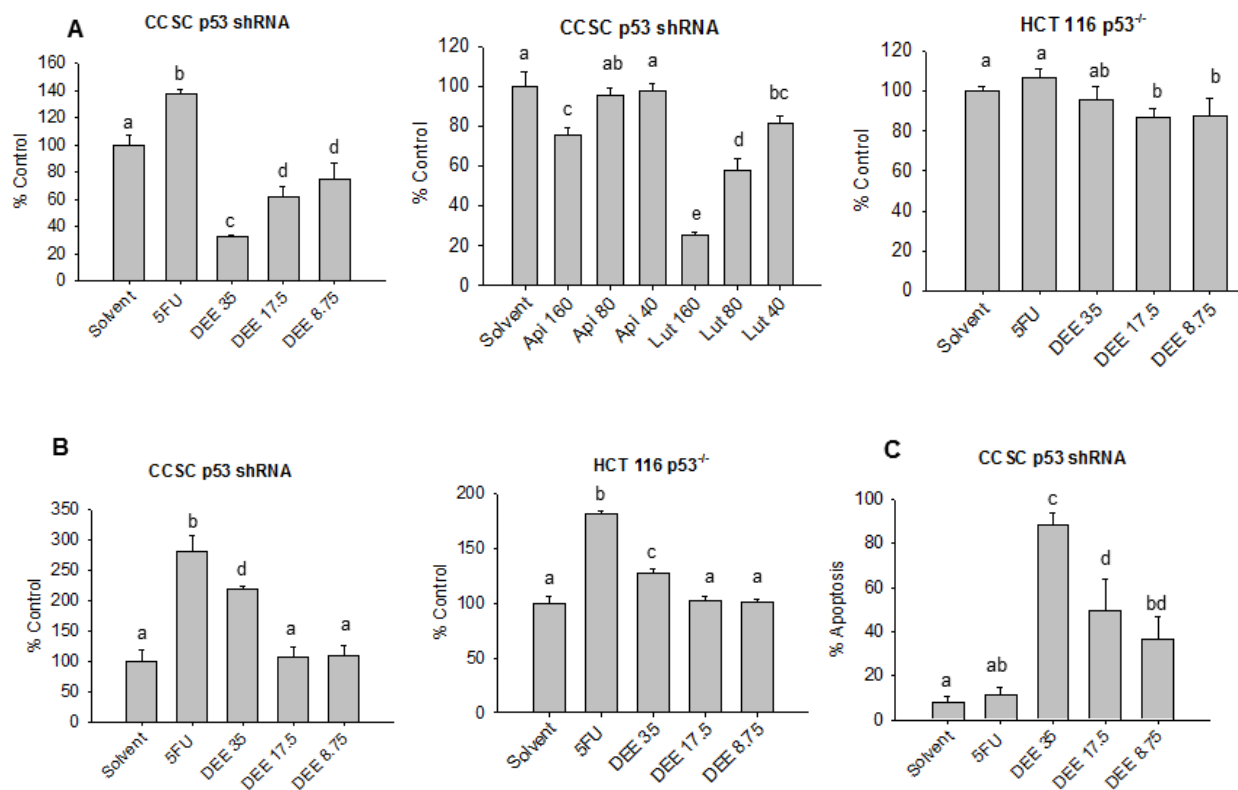 A
CCSC p53 shRNA
% Control
160
140
120
100
80
60
40
20
0
a
b
c
d
d
Solvent
5FU
DEE 35
DEE 17.5
DEE 8.75
CCSC p53 shRNA
% Control
120
100
80
60
40
20
0
a
c
ab
a
e
d
bc
Solvent
Api 160
Api 80
Api 40
Lut 160
Lut 80
Lut 40
HCT 116 p53-/-
% Control
120
100
80
60
40
20
0
a
a
ab
b
b
Solvent
5FU
DEE 35
DEE 17.5
DEE 8.75
B
CCSC p53 shRNA
% Control
350
300
250
200
150
100
50
0
a
b
d
a
a
Solvent
5FU
DEE 35
DEE 17.5
DEE 8.75
HCT 116 p53-/-
% Control
200
150
100
50
0
a
b
c
a
a
Solvent
5FU
DEE 35
DEE 17.5
DEE 8.75
C
CCSC p53 shRNA
% Apoptosis
100
80
60
40
20
0
a
ab
c
d
bd
Solvent
5FU
DEE 35
DEE 17.5
DEE 8.75